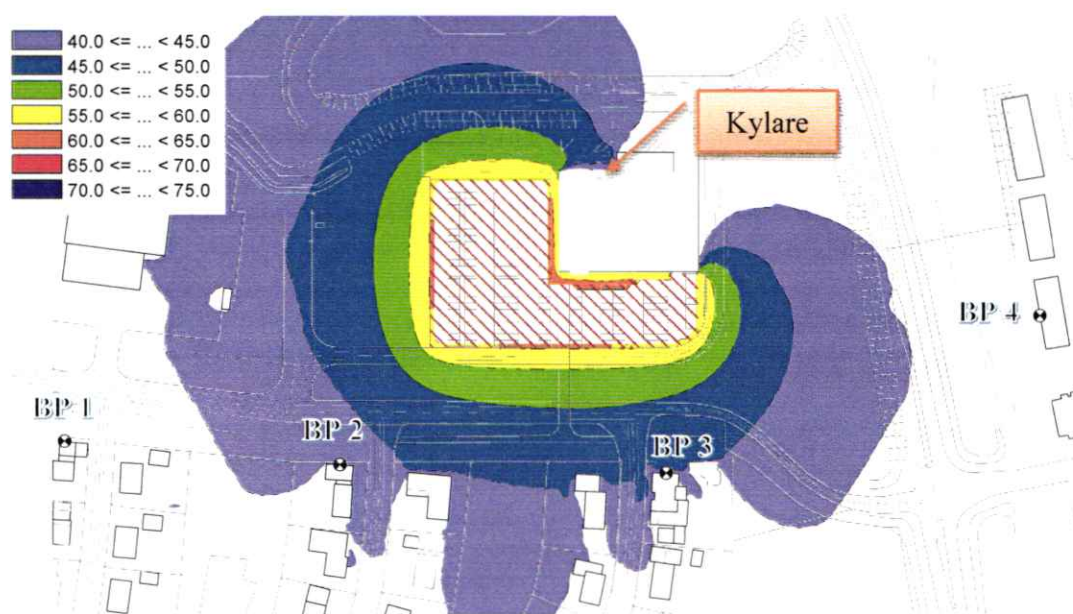 40.0 <= ... < 45.0
45.0 <= ... < 50.0
50.0 <= ... < 55.0
55.0 <= ... < 60.0
60.0 <= ... < 65.0
65.0 <= ... < 70.0
70.0 <= ... < 75.0
Kylare
BP 4
BP 1
BP 2
BP 3